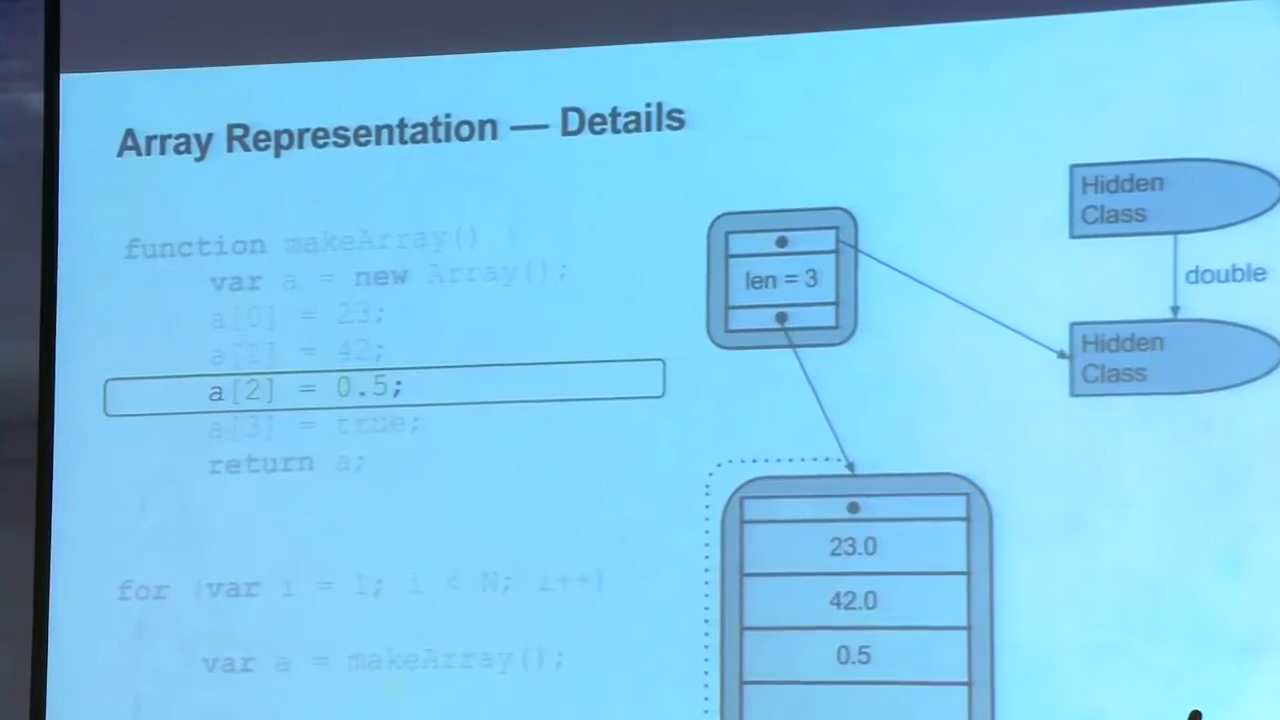 Array Representation — Details
function makeArray() {
var a = new Array();
a[0] = 23;
a[1] = 42;
a[2] = 0.5;
a[3] = true;
return a;
}
for (var i = 1; i < N; i++)
{
var a = makeArray();
len = 3
Hidden
Class
double
Hidden
Class
23.0
42.0
0.5